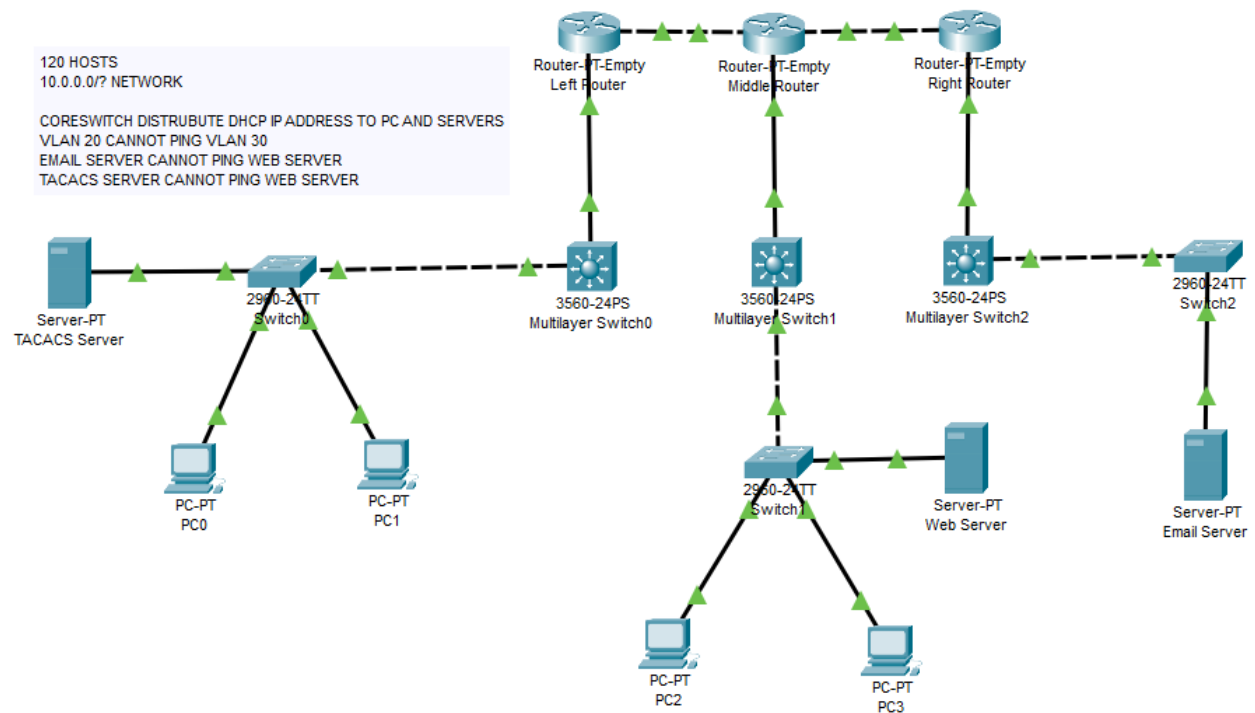 120 HOSTS
10.0.0.0/? NETWORK
CORESWITCH DISTRUBUTE DHCP IP ADDRESS TO PC AND SERVERS
VLAN 20 CANNOT PING VLAN 30
EMAIL SERVER CANNOT PING WEB SERVER
TACACS SERVER CANNOT PING WEB SERVER
Router-PT-Empty
Left Router
Router-PT-Empty
Middle Router
Router-PT-Empty
Right Router
Server-PT
TACACS Server
2960-24TT
Switch0
3560-24PS
Multilayer Switch0
3560-24PS
Multilayer Switch1
3560-24PS
Multilayer Switch2
2960-24TT
Switch2
PC-PT
PC0
PC-PT
PC1
2960-24TT
Switch1
Server-PT
Web Server
Server-PT
Email Server
PC-PT
PC2
PC-PT
PC3